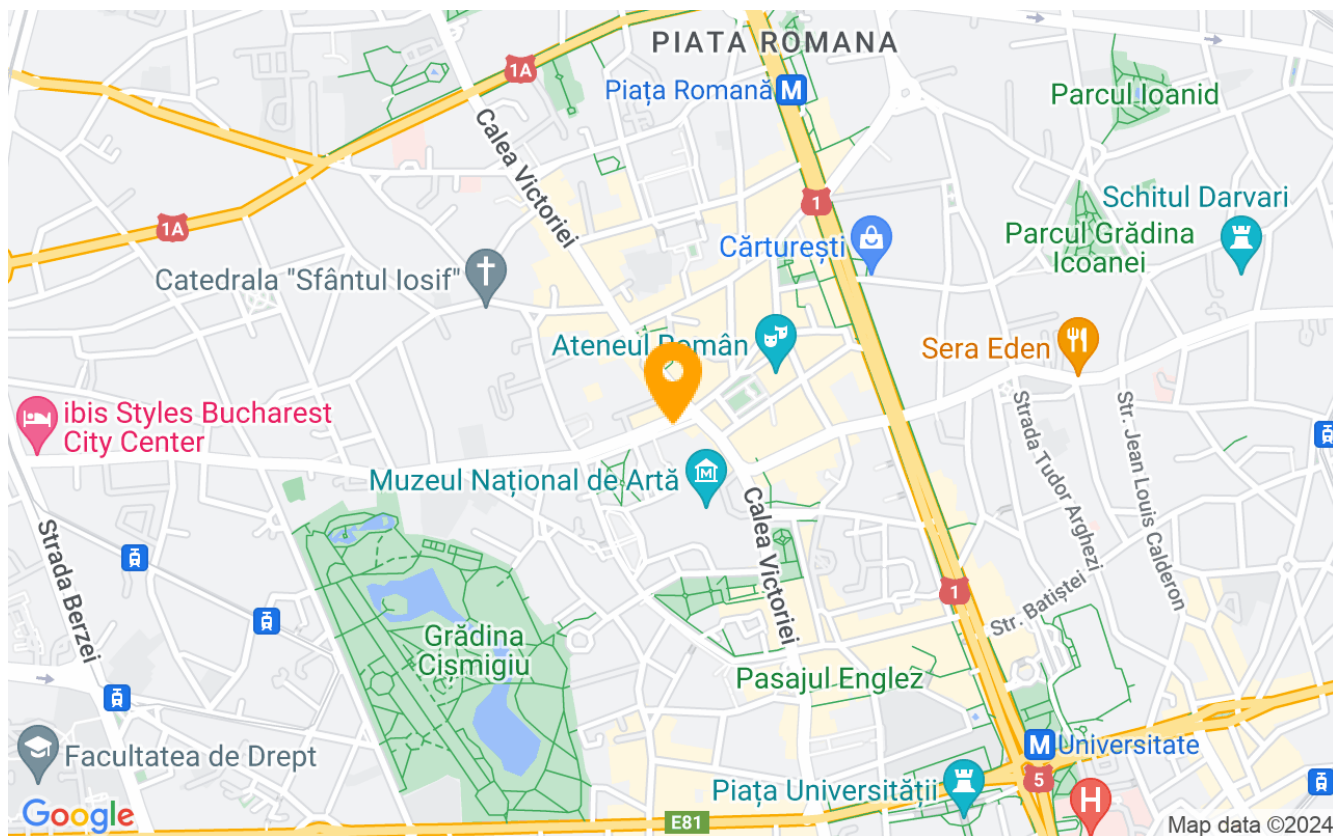 PIATA ROMANA
1A
Piața Romană M
Parcul Ioanid
Calea Victoriei
Schitul Darvari
1
1A
Cărturești
Parcul Grădina
Icoanei
Catedrala "Sfântul Iosif"
Ateneul Român
Sera Eden
ibis Styles Bucharest
City Center
Strada Tudor Arghezi
Str. Jean Louis Calderon
Muzeul Național de Artă
M
Calea Victoriei
Strada Berzei
1
Str. Batiștei
Grădina
Cișmigiu
Pasajul Englez
M Universitate
Facultatea de Drept
5
Piața Universității
H
Google
E81
Map data ©2024